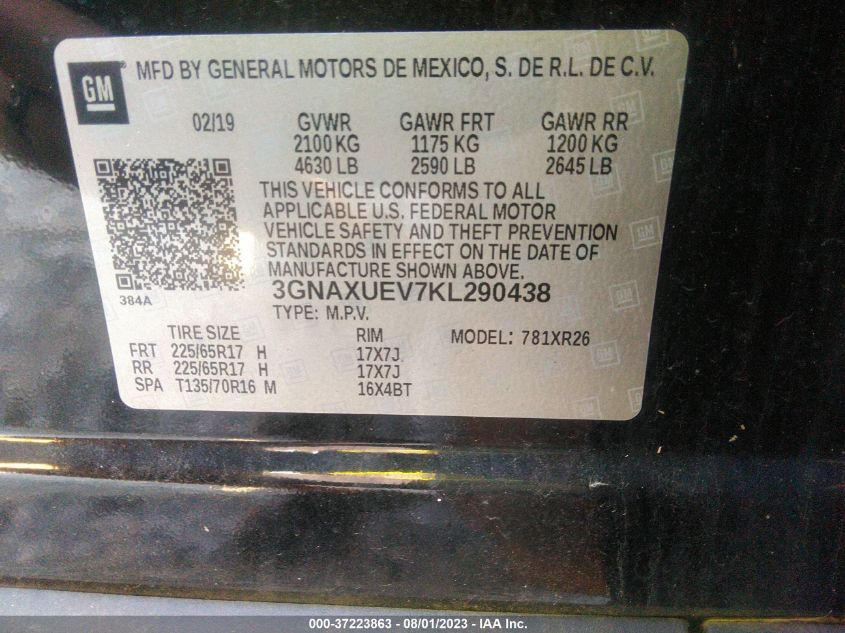 GM
MFD BY GENERAL MOTORS DE MEXICO, S. DE R.L. DE C.V.
02/19 GVWR GAWR FRT GAWR RR
2100 KG 1175 KG 1200 KG
4630 LB 2590 LB 2645 LB
THIS VEHICLE CONFORMS TO ALL
APPLICABLE U.S. FEDERAL MOTOR
VEHICLE SAFETY AND THEFT PREVENTION
STANDARDS IN EFFECT ON THE DATE OF
MANUFACTURE SHOWN ABOVE.
384A
3GNAXUEV7KL290438
TYPE: M.P.V.
TIRE SIZE RIM MODEL: 781XR26
FRT 225/65R17 H 17X7J
RR 225/65R17 H 17X7J
SPA T135/70R16 M 16X4BT
000-37223863 - 08/01/2023 - IAA Inc.